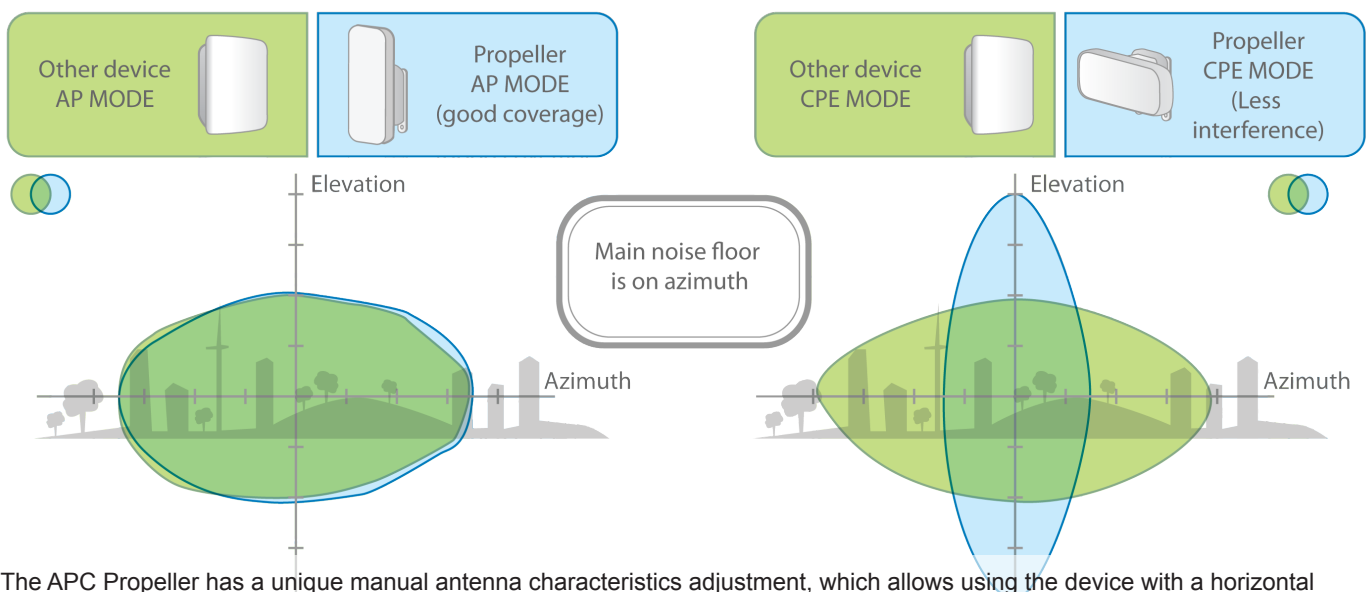 Other device
AP MODE
Propeller
AP MODE
(good coverage)
Other device
CPE MODE
Propeller
CPE MODE
(Less
interference)
Elevation
Elevation
Main noise floor
is on azimuth
Azimuth
Azimuth
The APC Propeller has a unique manual antenna characteristics adjustment, which allows using the device with a horizontal